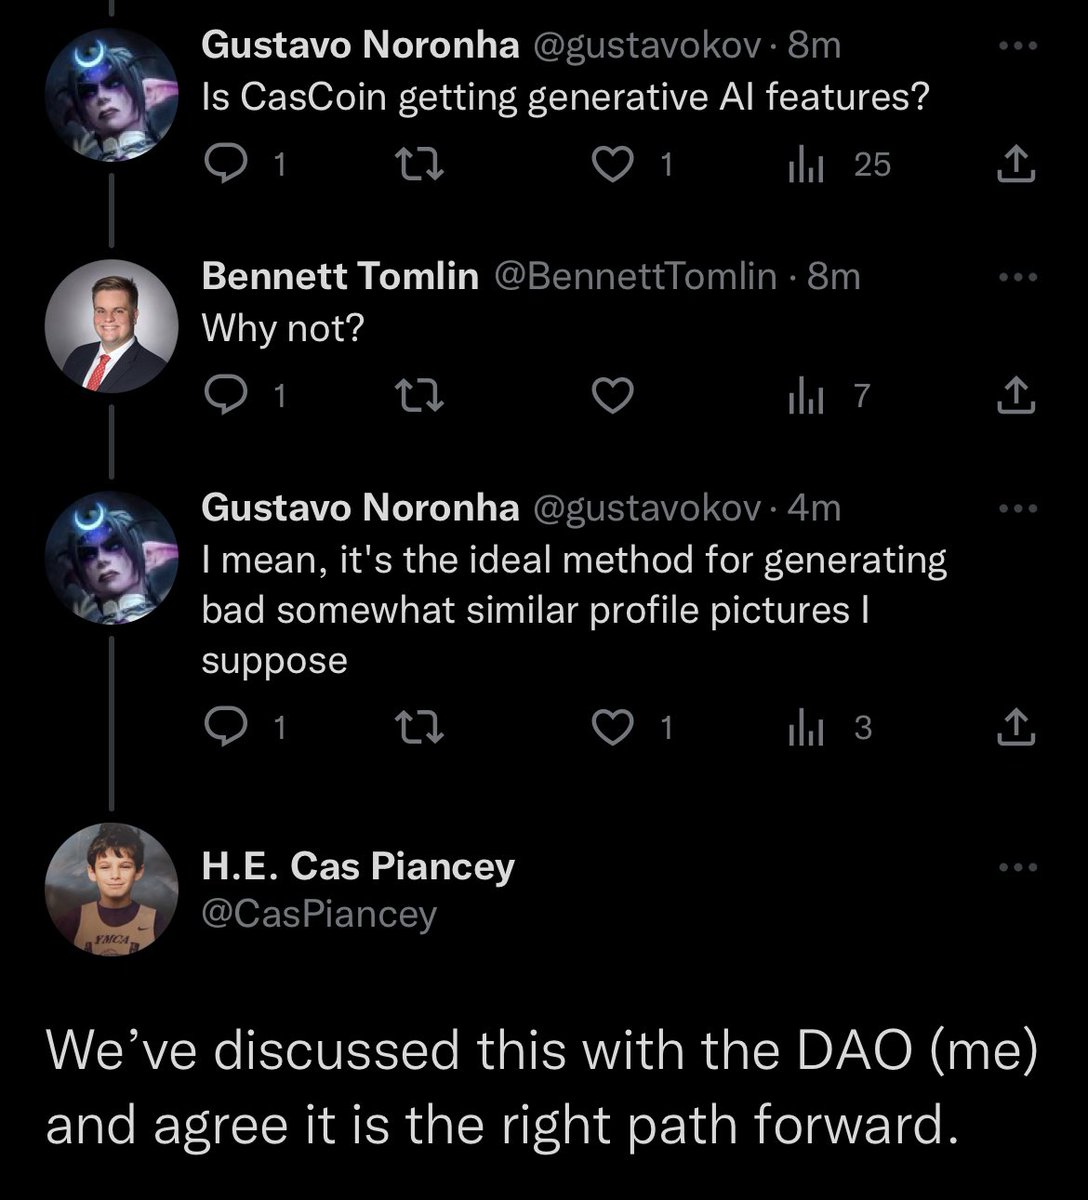 Gustavo Noronha @gustavokov · 8m
Is CasCoin getting generative AI features?
1 1 25
Bennett Tomlin @BennettTomlin · 8m
Why not?
1 7
Gustavo Noronha @gustavokov · 4m
I mean, it's the ideal method for generating
bad somewhat similar profile pictures I
suppose
1 1 3
YMCA
H.E. Cas Piancey
@CasPiancey
We’ve discussed this with the DAO (me)
and agree it is the right path forward.